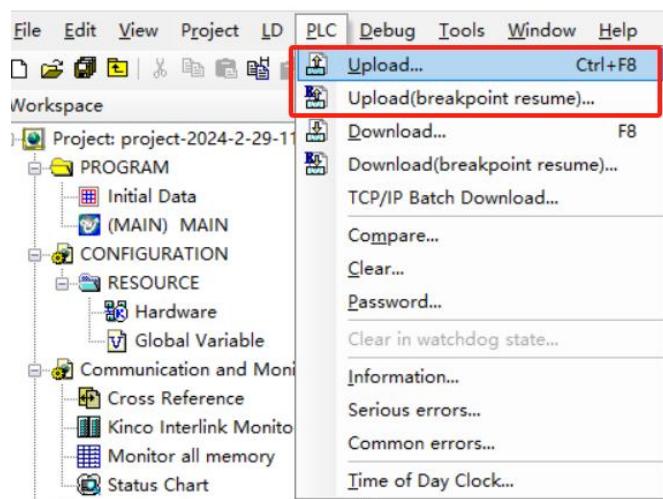 File Edit View Project LD PLC Debug Tools Window Help
Upload... Ctrl+F8
Upload(breakpoint resume)...
Download... F8
Download(breakpoint resume)...
TCP/IP Batch Download...
Compare...
Clear...
Password...
Clear in watchdog state...
Information...
Serious errors...
Common errors...
Time of Day Clock...
Workspace
Project: project-2024-2-29-11
PROGRAM
Initial Data
(MAIN) MAIN
CONFIGURATION
RESOURCE
Hardware
Global Variable
Communication and Moni
Cross Reference
Kinco Interlink Monito
Monitor all memory
Status Chart